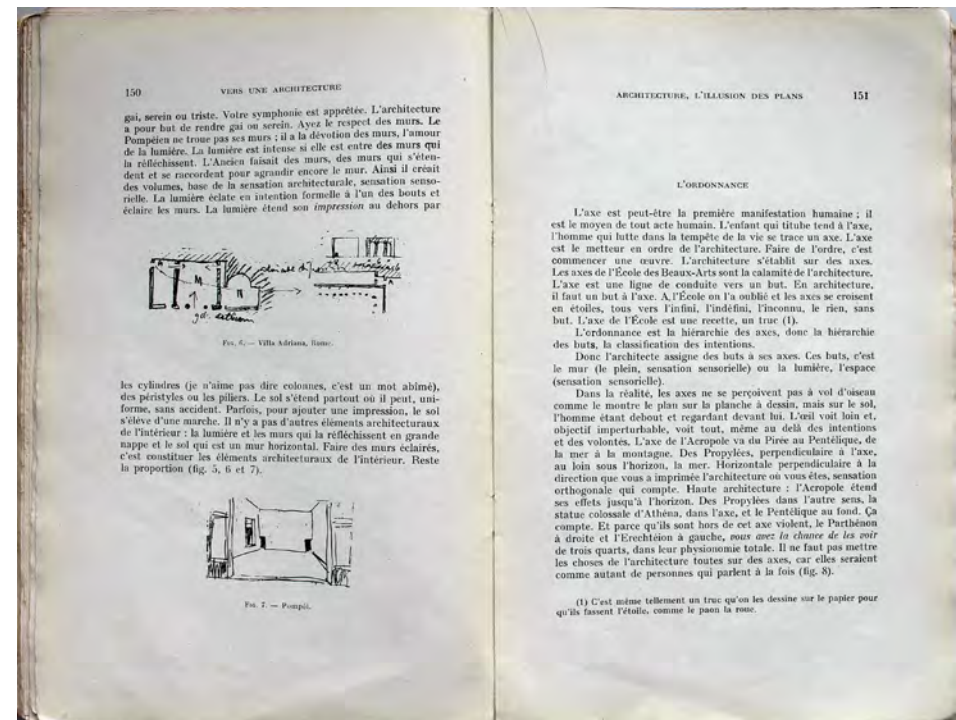 150 VERS UNE ARCHITECTURE
gai, serein ou triste. Votre symphonie est apprêtée. L'architecture
a pour but de rendre gai ou serein. Ayez le respect des murs. Le
Pompéien ne troue pas ses murs ; il a la dévotion des murs, l'amour
de la lumière. La lumière est intense si elle est entre des murs qui
la réfléchissent. L'Ancien faisait des murs, des murs qui s'éten-
dent et se raccordent pour agrandir encore le mur. Ainsi il créait
des volumes, base de la sensation architecturale, sensation senso-
rielle. La lumière éclate en intention formelle à l'un des bouts et
éclaire les murs. La lumière étend son impression au dehors par
A
M
N
A
FIG. 6. — Villa Adriana, Rome.
les cylindres (je n'aime pas dire colonnes, c'est un mot abîmé),
des péristyles ou les piliers. Le sol s'étend partout où il peut, uni-
forme, sans accident. Parfois, pour ajouter une impression, le sol
s'élève d'une marche. Il n'y a pas d'autres éléments architecturaux
de l'intérieur : la lumière et les murs qui la réfléchissent en grande
nappe et le sol qui est un mur horizontal. Faire des murs éclairés,
c'est constituer les éléments architecturaux de l'intérieur. Reste
la proportion (fig. 5, 6 et 7).
FIG. 7. — Pompéi.
ARCHITECTURE, L'ILLUSION DES PLANS 151
L'ORDONNANCE
L'axe est peut-être la première manifestation humaine ; il
est le moyen de tout acte humain. L'enfant qui titube tend à l'axe,
l'homme qui lutte dans la tempête de la vie se trace un axe. L'axe
est le metteur en ordre de l'architecture. Faire de l'ordre, c'est
commencer une œuvre. L'architecture s'établit sur des axes.
Les axes de l'École des Beaux-Arts sont la calamité de l'architecture.
L'axe est une ligne de conduite vers un but. En architecture,
il faut un but à l'axe. A l'École on l'a oublié et les axes se croisent
en étoiles, tous vers l'infini, l'indéfini, l'inconnu, le rien, sans
but. L'axe de l'École est une recette, un truc (1).
L'ordonnance est la hiérarchie des axes, donc la hiérarchie
des buts, la classification des intentions.
Donc l'architecte assigne des buts à ses axes. Ces buts, c'est
le mur (le plein, sensation sensorielle) ou la lumière, l'espace
(sensation sensorielle).
Dans la réalité, les axes ne se perçoivent pas à vol d'oiseau
comme le montre le plan sur la planche à dessin, mais sur le sol,
l'homme étant debout et regardant devant lui. L'œil voit loin et,
objectif imperturbable, voit tout, même au delà des intentions
et des volontés. L'axe de l'Acropole va du Pirée au Pentélique, de
la mer à la montagne. Des Propylées, perpendiculaire à l'axe,
au loin sous l'horizon, la mer. Horizontale perpendiculaire à la
direction que vous a imprimée l'architecture où vous êtes, sensation
orthogonale qui compte. Haute architecture : l'Acropole étend
ses effets jusqu'à l'horizon. Des Propylées dans l'autre sens, la
statue colossale d'Athéna, dans l'axe, et le Pentélique au fond. Ça
compte. Et parce qu'ils sont hors de cet axe violent, le Parthénon
à droite et l'Erechtéion à gauche, vous avez la chance de les voir
de trois quarts, dans leur physionomie totale. Il ne faut pas mettre
les choses de l'architecture toutes sur des axes, car elles seraient
comme autant de personnes qui parlent à la fois (fig. 8).
(1) C'est même tellement un truc qu'on les dessine sur le papier pour
qu'ils fassent l'étoile, comme le paon la roue.